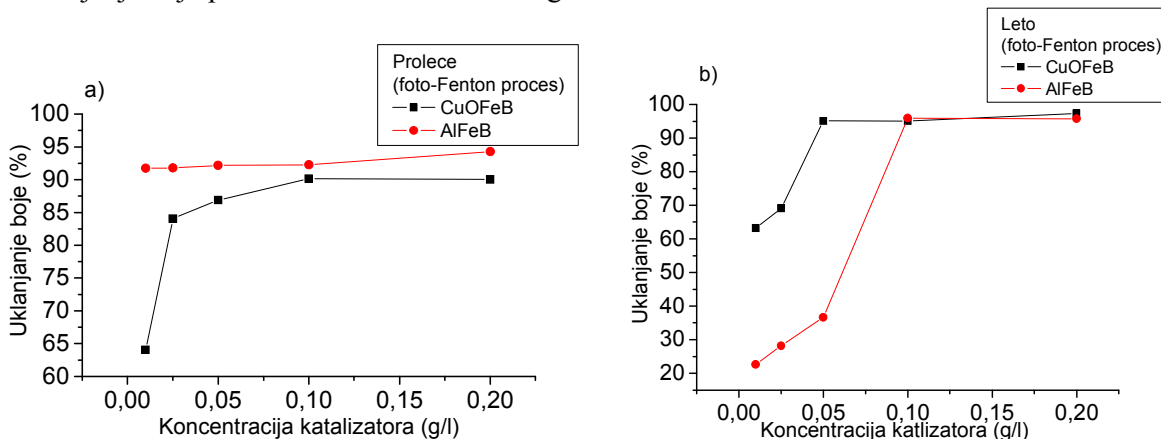 a)
Prolece
(foto-Fenton proces)
CuOFeB
AlFeB
Uklanjanje boje (%)
100
95
90
85
80
75
70
65
60
0,00 0,05 0,10 0,15 0,20
Koncentracija katalizatora (g/l)
b)
Leto
(foto-Fenton proces)
CuOFeB
AlFeB
Uklanjanje boje (%)
100
90
80
70
60
50
40
30
20
0,00 0,05 0,10 0,15 0,20
Koncentracija katlizatora (g/l)